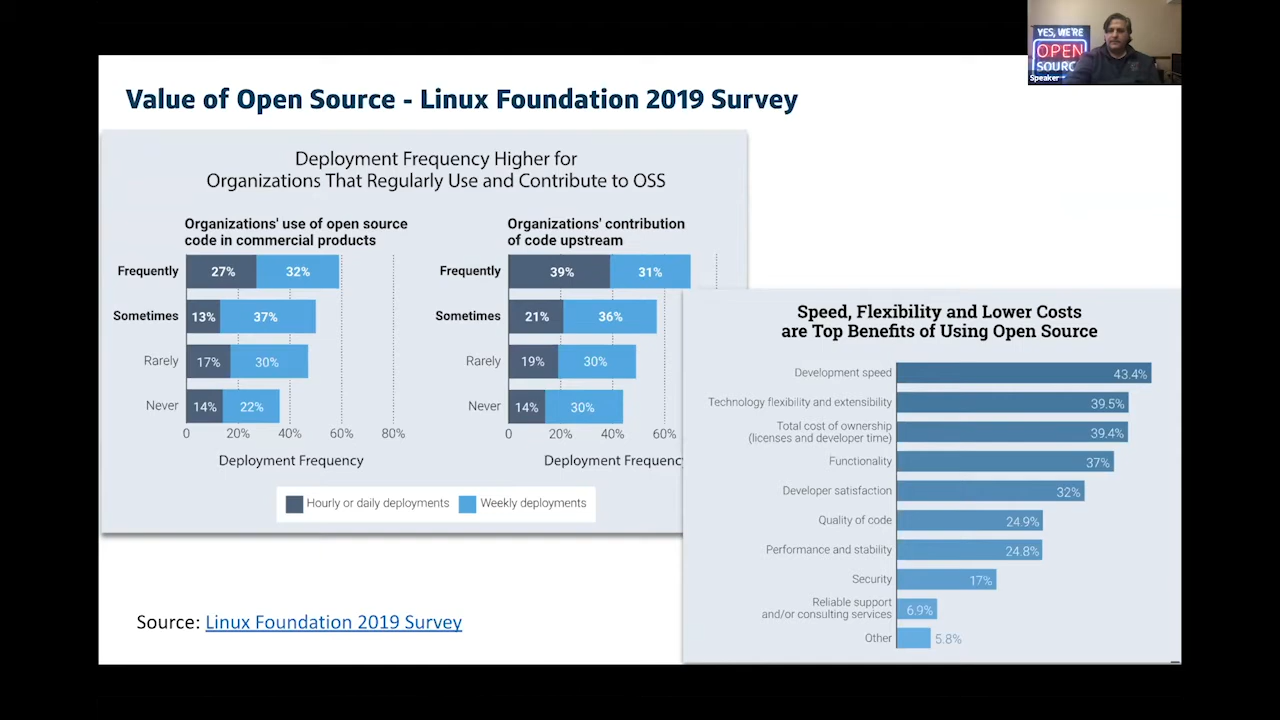 YES, WE'RE
OPEN
SOURC
Speaker
Value of Open Source - Linux Foundation 2019 Survey
Deployment Frequency Higher for
Organizations That Regularly Use and Contribute to OSS
Organizations' use of open source
code in commercial products
Frequently 27% 32%
Sometimes 13% 37%
Rarely 17% 30%
Never 14% 22%
0 20% 40% 60% 80%
Deployment Frequency
Organizations' contribution
of code upstream
Frequently 39% 31%
Sometimes 21% 36%
Rarely 19% 30%
Never 14% 30%
0 20% 40% 60%
Deployment Frequenc
Hourly or daily deployments Weekly deployments
Speed, Flexibility and Lower Costs
are Top Benefits of Using Open Source
Development speed 43.4%
Technology flexibility and extensibility 39.5%
Total cost of ownership
(licenses and developer time) 39.4%
Functionality 37%
Developer satisfaction 32%
Quality of code 24.9%
Performance and stability 24.8%
Security 17%
Reliable support
and/or consulting services 6.9%
Other 5.8%
Source: Linux Foundation 2019 Survey